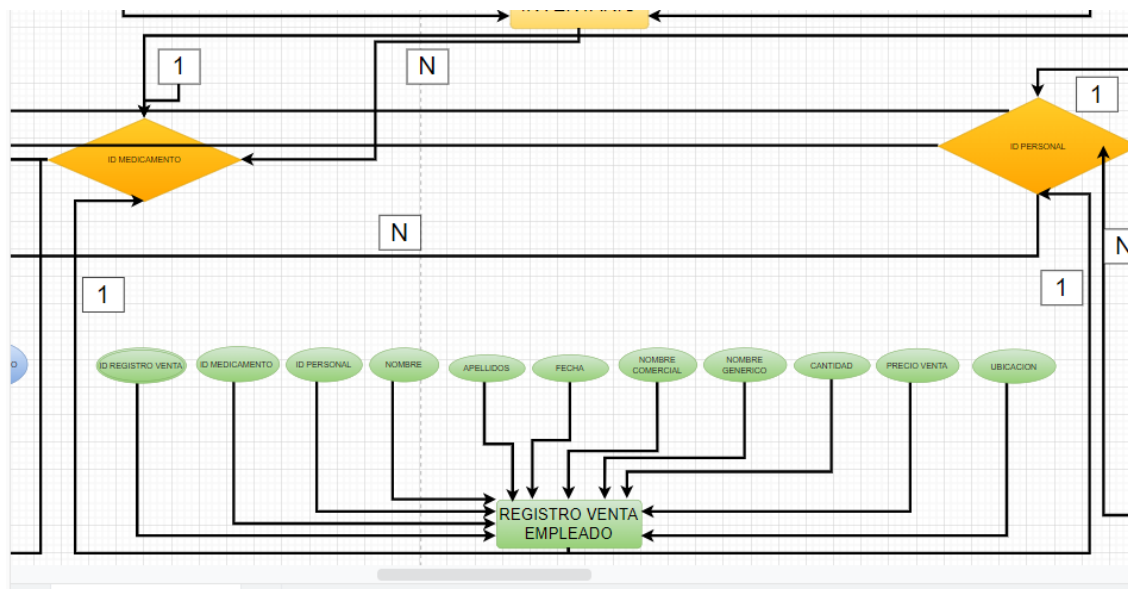 1
N
1
ID MEDICAMENTO
ID PERSONAL
N
N
1
1
ID REGISTRO VENTA
ID MEDICAMENTO
ID PERSONAL
NOMBRE
APELLIDOS
FECHA
NOMBRE
COMERCIAL
NOMBRE
GENERICO
CANTIDAD
PRECIO VENTA
UBICACION
REGISTRO VENTA
EMPLEADO